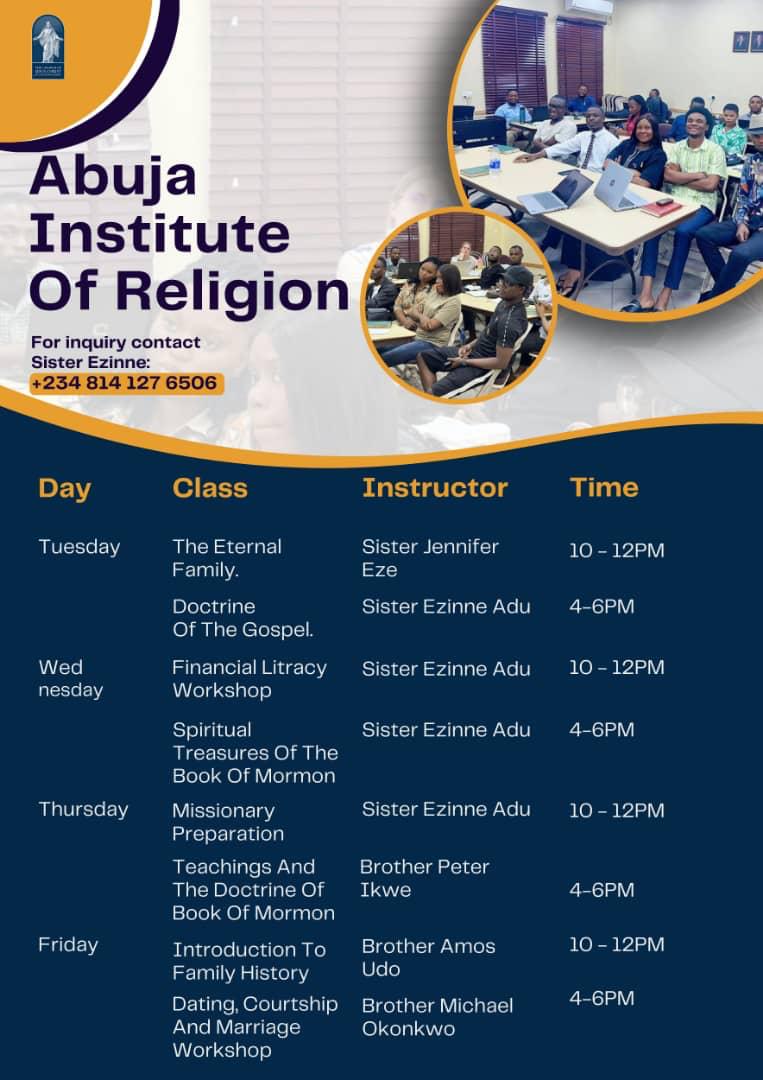 Abuja
Institute
Of Religion
For inquiry contact
Sister Ezinne:
+234 814 127 6506
Day Class Instructor Time
Tuesday The Eternal Sister Jennifer 10 - 12PM
Family. Eze
Doctrine Sister Ezinne Adu 4-6PM
Of The Gospel.
Wed Financial Litracy Sister Ezinne Adu 10 - 12PM
nesday Workshop
Spiritual Sister Ezinne Adu 4-6PM
Treasures Of The
Book Of Mormon
Thursday Missionary Sister Ezinne Adu 10 - 12PM
Preparation
Teachings And Brother Peter
The Doctrine Of Ikwe 4-6PM
Book Of Mormon
Friday Introduction To Brother Amos 10 - 12PM
Family History Udo
Dating, Courtship Brother Michael 4-6PM
And Marriage Okonkwo
Workshop